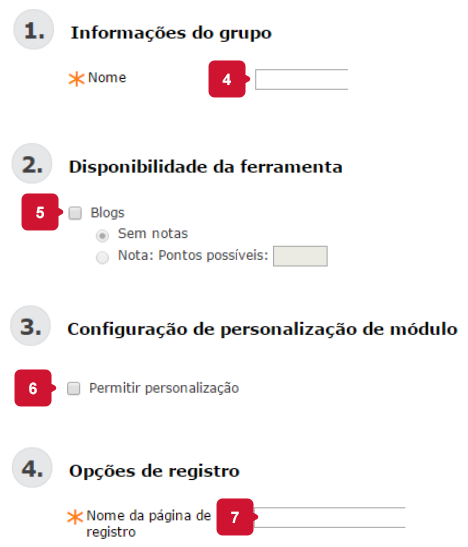 1. Informações do grupo
Nome 4
2. Disponibilidade da ferramenta
5 Blogs
Sem notas
Nota: Pontos possíveis:
3. Configuração de personalização de módulo
6 Permitir personalização
4. Opções de registro
Nome da página de 7
registro